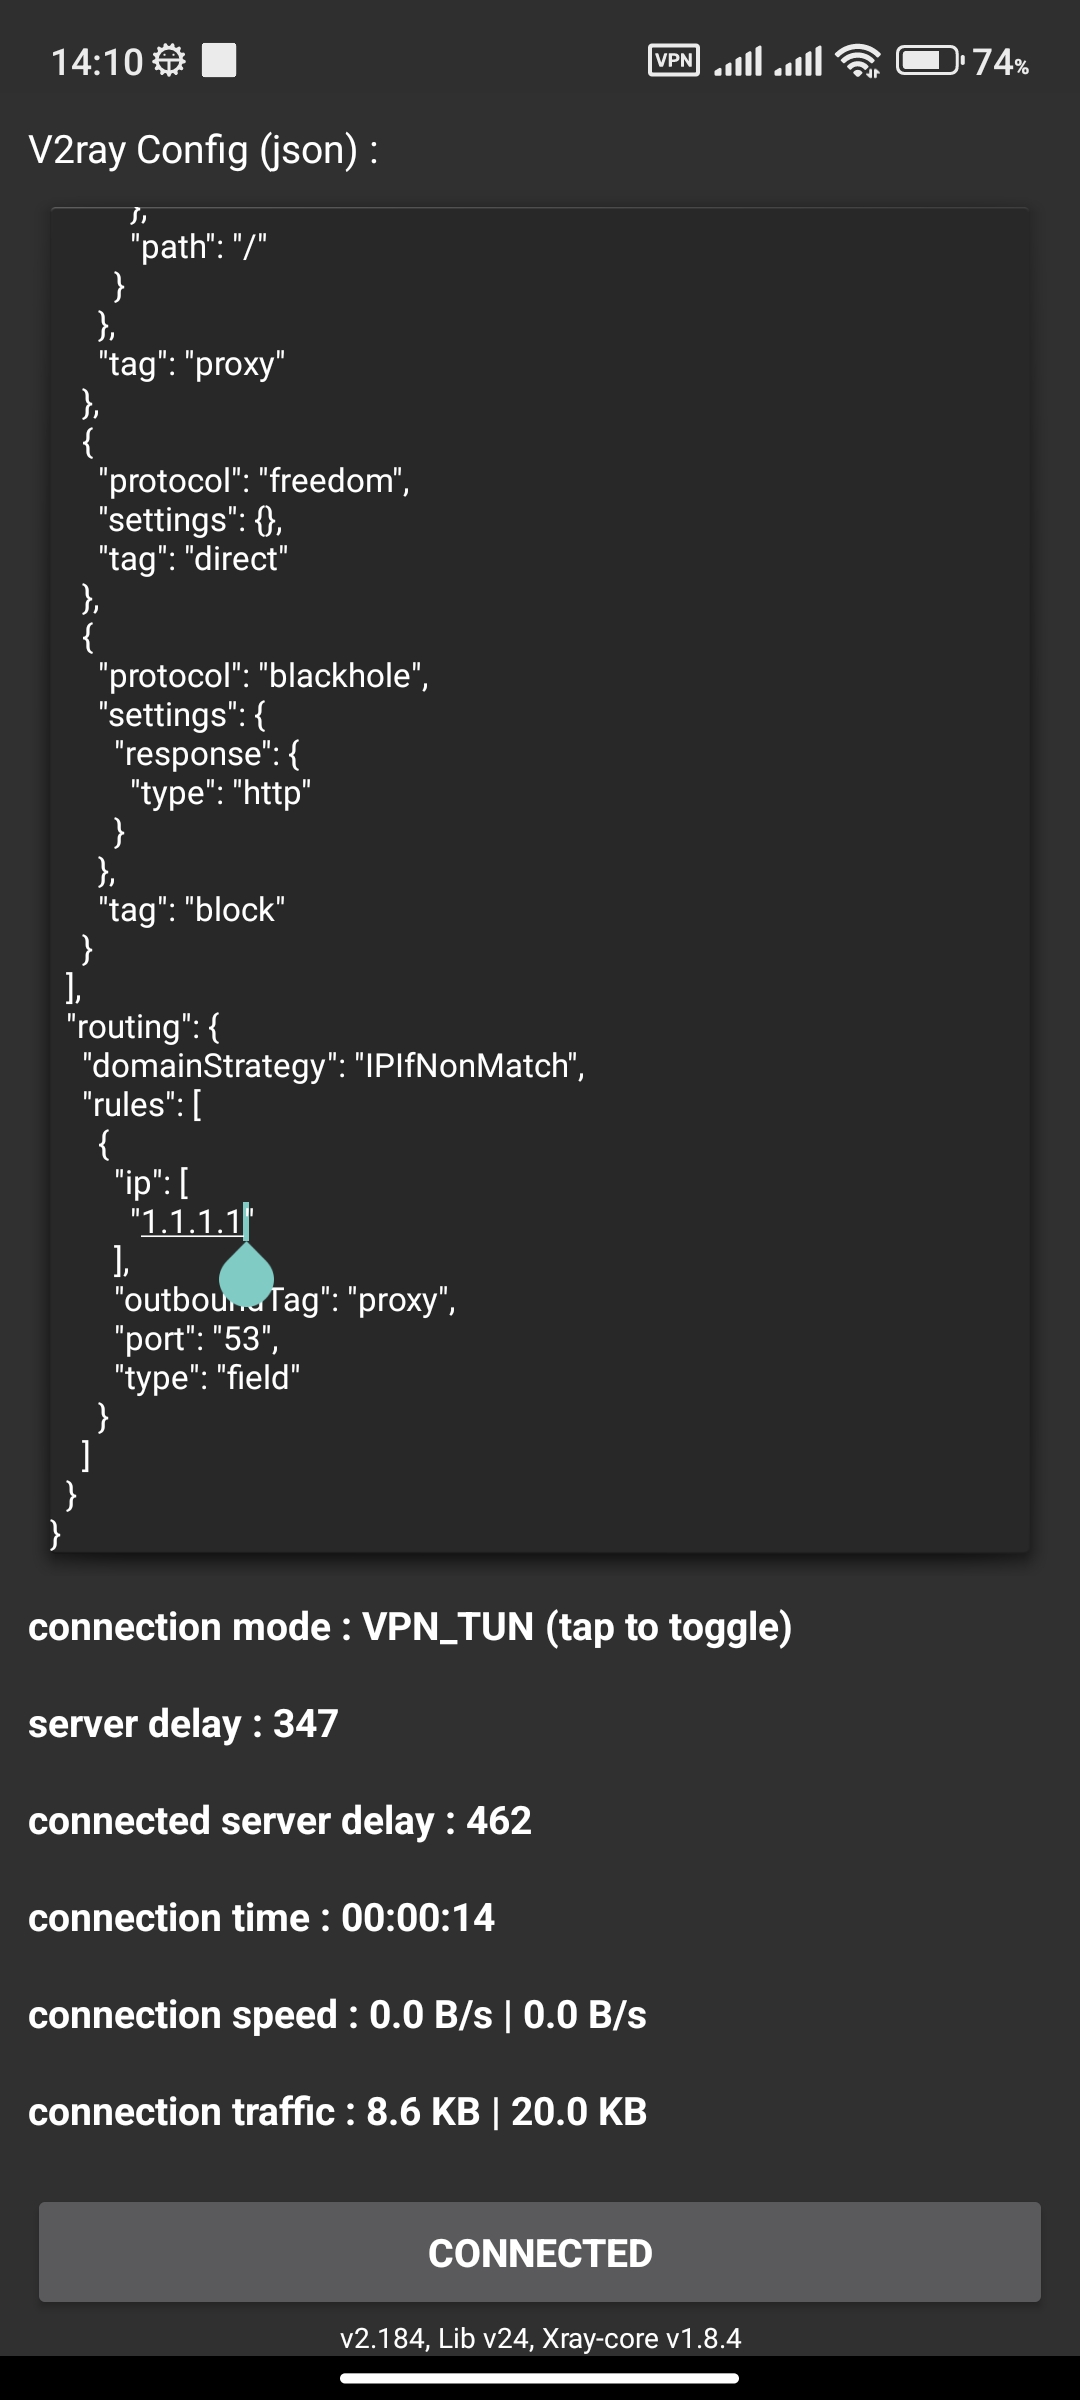 14:10
VPN
74%
V2ray Config (json) :
},
"path": "/"
}
},
"tag": "proxy"
},
{
"protocol": "freedom",
"settings": {},
"tag": "direct"
},
{
"protocol": "blackhole",
"settings": {
"response": {
"type": "http"
}
},
"tag": "block"
}
],
"routing": {
"domainStrategy": "IPIfNonMatch",
"rules": [
{
"ip": [
"1.1.1.1"
],
"outboundTag": "proxy",
"port": "53",
"type": "field"
}
]
}
}
connection mode : VPN_TUN (tap to toggle)
server delay : 347
connected server delay : 462
connection time : 00:00:14
connection speed : 0.0 B/s | 0.0 B/s
connection traffic : 8.6 KB | 20.0 KB
CONNECTED
v2.184, Lib v24, Xray-core v1.8.4